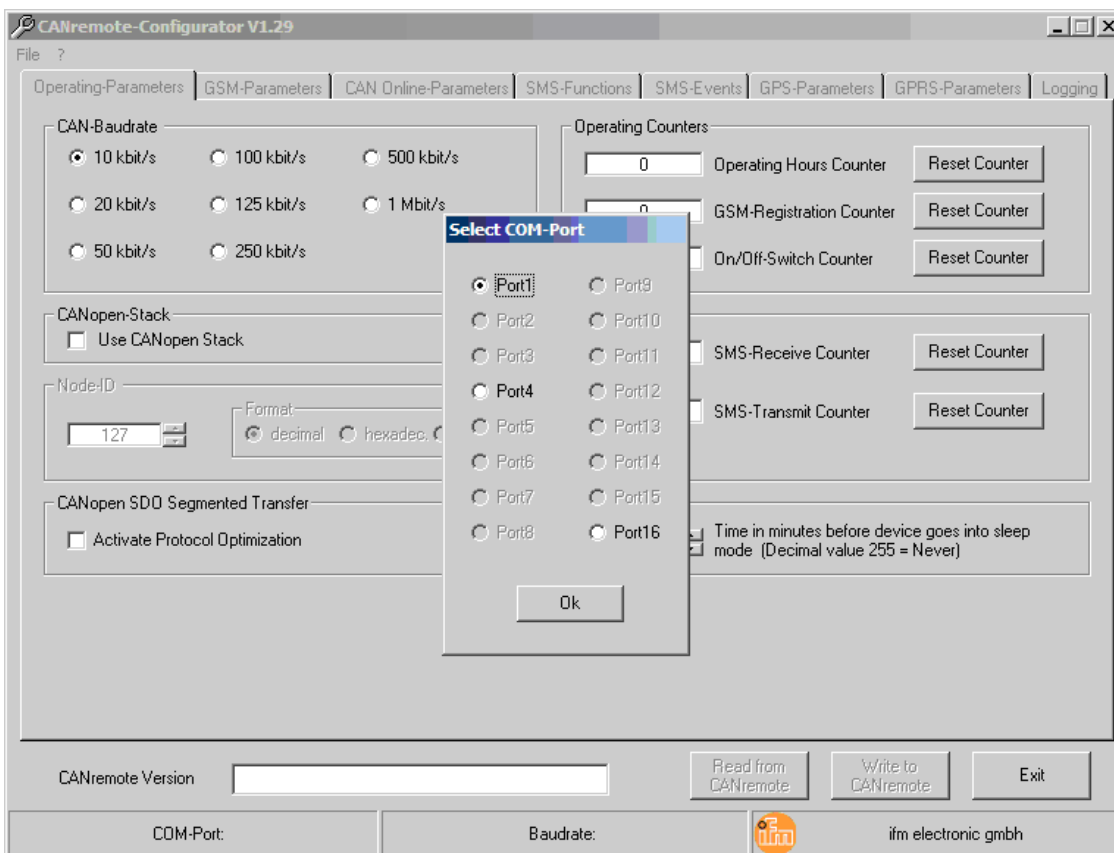 CANremote-Configurator V1.29
File ?
Operating-Parameters GSM-Parameters CAN Online-Parameters SMS-Functions SMS-Events GPS-Parameters GPRS-Parameters Logging
CAN-Baudrate
10 kbit/s 100 kbit/s 500 kbit/s
20 kbit/s 125 kbit/s 1 Mbit/s
50 kbit/s 250 kbit/s
CANopen-Stack
Use CANopen Stack
Node-ID
127
Format
decimal hexadec.
CANopen SDO Segmented Transfer
Activate Protocol Optimization
Select COM-Port
Port1 Port9
Port2 Port10
Port3 Port11
Port4 Port12
Port5 Port13
Port6 Port14
Port7 Port15
Port8 Port16
Ok
Operating Counters
0 Operating Hours Counter Reset Counter
0 GSM-Registration Counter Reset Counter
On/Off-Switch Counter Reset Counter
SMS-Receive Counter Reset Counter
SMS-Transmit Counter Reset Counter
Time in minutes before device goes into sleep
mode (Decimal value 255 = Never)
CANremote Version
Read from
CANremote
Write to
CANremote
Exit
COM-Port: Baudrate: ifm ifm electronic gmbh